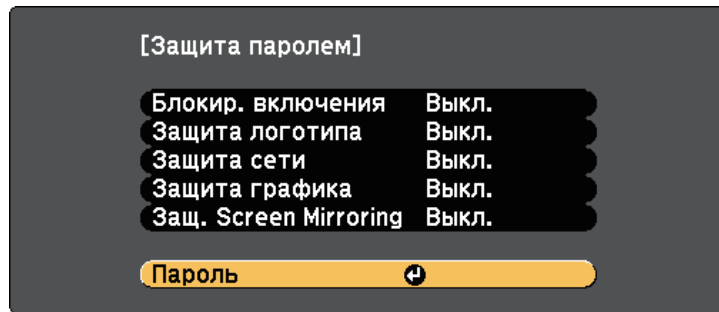 [Защита паролем]
Блокир. включения Выкл.
Защита логотипа Выкл.
Защита сети Выкл.
Защита графика Выкл.
Защ. Screen Mirroring Выкл.
Пароль